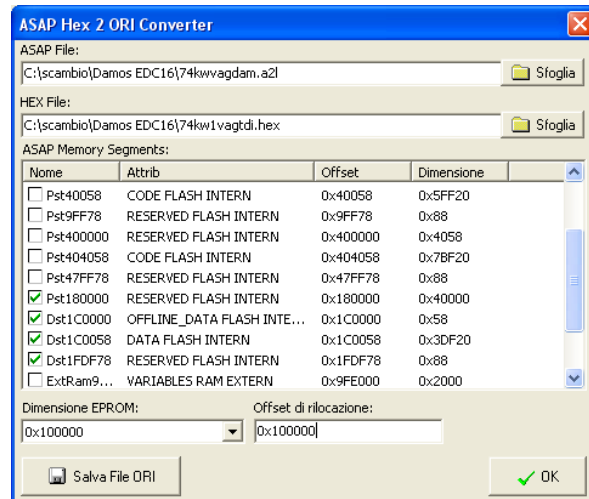 ASAP Hex 2 ORI Converter
ASAP File:
C:\scambio\Damos EDC16\74kwvagdam.a2l
Sfoglia
HEX File:
C:\scambio\Damos EDC16\74kw1vagtdi.hex
Sfoglia
ASAP Memory Segments:
Nome Attrib Offset Dimensione
Pst40058 CODE FLASH INTERN 0x40058 0x5FF20
Pst9FF78 RESERVED FLASH INTERN 0x9FF78 0x88
Pst400000 RESERVED FLASH INTERN 0x400000 0x4058
Pst404058 CODE FLASH INTERN 0x404058 0x7BF20
Pst47FF78 RESERVED FLASH INTERN 0x47FF78 0x88
Pst180000 RESERVED FLASH INTERN 0x180000 0x40000
Dst1C0000 OFFLINE_DATA FLASH INTE... 0x1C0000 0x58
Dst1C0058 DATA FLASH INTERN 0x1C0058 0x3DF20
Dst1FDF78 RESERVED FLASH INTERN 0x1FDF78 0x88
ExtRam9... VARIABLES RAM EXTERN 0x9FE000 0x2000
Dimensione EPROM: Offset di rilocazione:
0x100000 0x100000
Salva File ORI OK